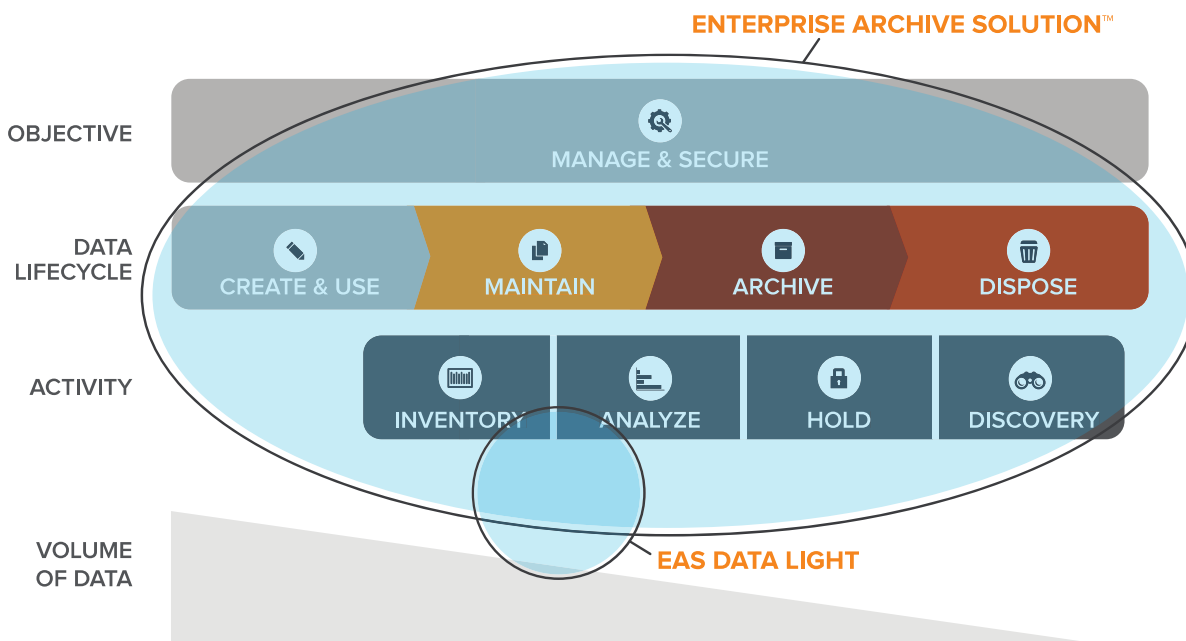 ENTERPRISE ARCHIVE SOLUTION™
OBJECTIVE
MANAGE & SECURE
DATA
LIFECYCLE
CREATE & USE
MAINTAIN
ARCHIVE
DISPOSE
ACTIVITY
INVENTORY
ANALYZE
HOLD
DISCOVERY
VOLUME
OF DATA
EAS DATA LIGHT